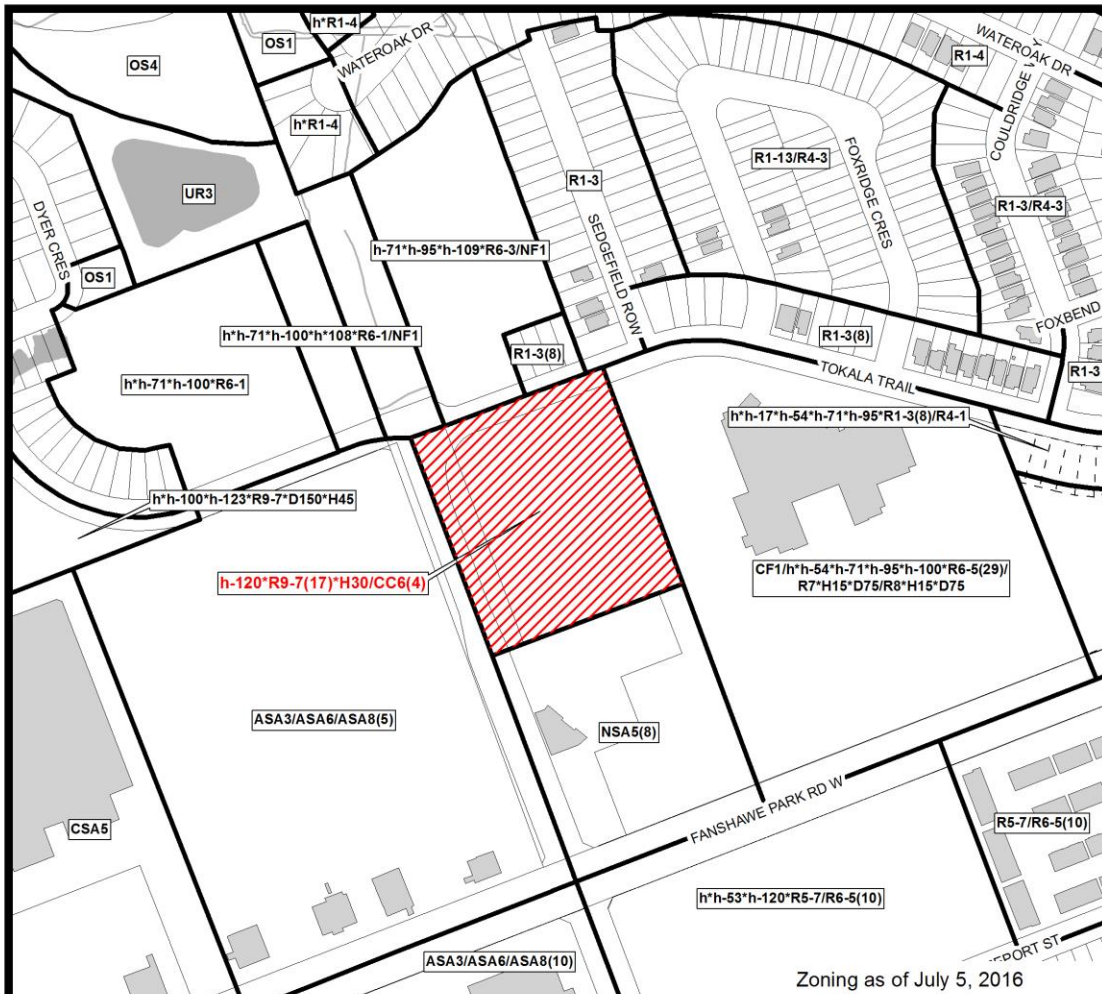 h*R1-4
OS1
OS4
WATEROAK DR
WATEROAK DR
R1-4
COULDRIDGE
h*R1-4
R1-13/R4-3
FOXRIDGE CRES
UR3
R1-3
R1-3/R4-3
DYER CRES
SEDGEFIELD ROW
h-71*h-95*h-109*R6-3/NF1
OS1
FOXBEND
h*h-71*h-100*h*108*R6-1/NF1
R1-3(8)
R1-3(8)
R1-3
TOKALA TRAIL
h*h-71*h-100*R6-1
h*h-17*h-54*h-71*h-95*R1-3(8)/R4-1
h*h-100*h-123*R9-7*D150*H45
h-120*R9-7(17)*H30/CC6(4)
CF1/h*h-54*h-71*h-95*h-100*R6-5(29)/
R7*H15*D75/R8*H15*D75
ASA3/ASA6/ASA8(5)
NSA5(8)
FANSHAWE PARK RD W
CSA5
R5-7/R6-5(10)
h*h-53*h-120*R5-7/R6-5(10)
EPORT ST
ASA3/ASA6/ASA8(10)
Zoning as of July 5, 2016